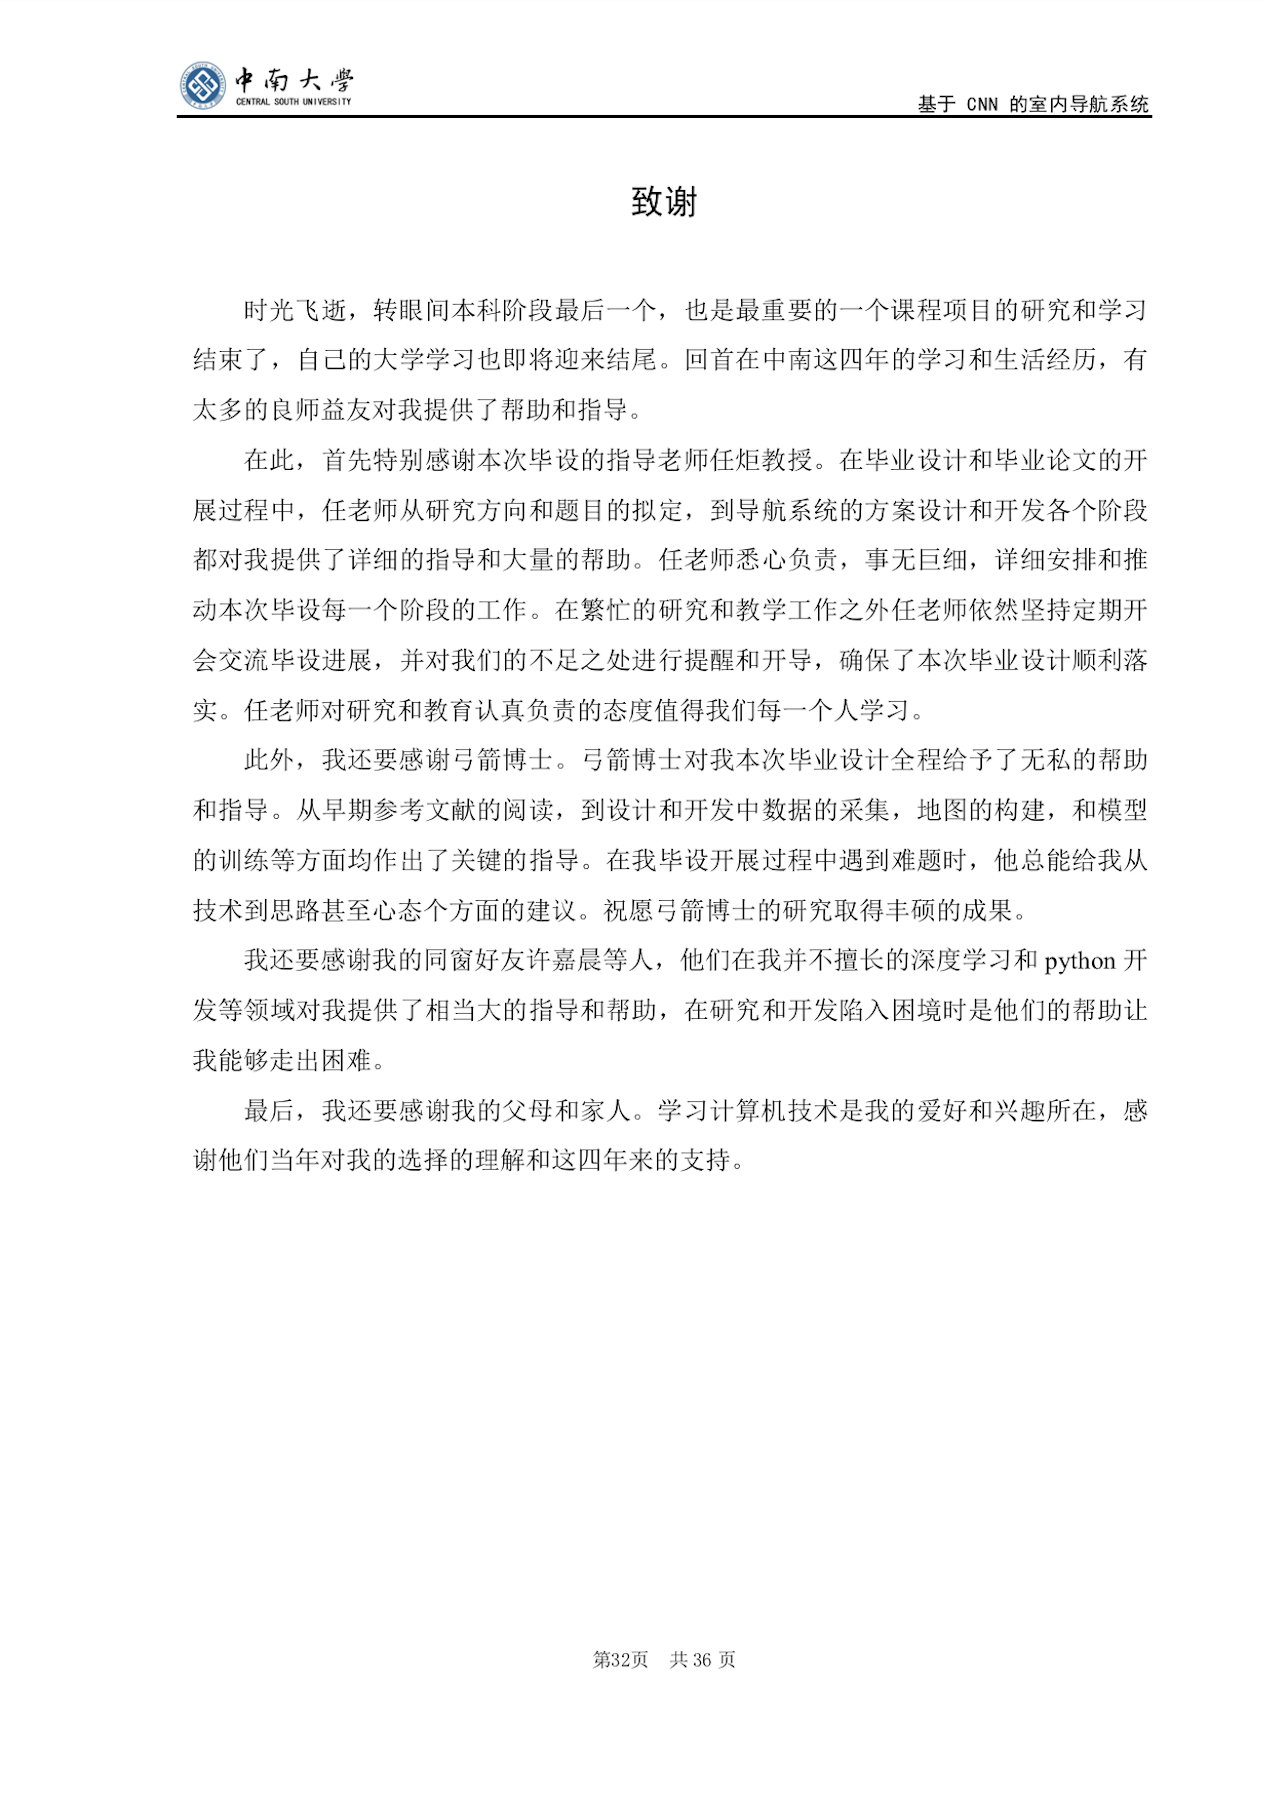 中南大学
CENTRAL SOUTH UNIVERSITY
基于 CNN 的室内导航系统
致谢
时光飞逝，转眼间本科阶段最后一个，也是最重要的一个课程项目的研究和学习
结束了，自己的大学学习也即将迎来结尾。回首在中南这四年的学习和生活经历，有
太多的良师益友对我提供了帮助和指导。
在此，首先特别感谢本次毕设的指导老师任炬教授。在毕业设计和毕业论文的开
展过程中，任老师从研究方向和题目的拟定，到导航系统的方案设计和开发各个阶段
都对我提供了详细的指导和大量的帮助。任老师悉心负责，事无巨细，详细安排和推
动本次毕设每一个阶段的工作。在繁忙的研究和教学工作之外任老师依然坚持定期开
会交流毕设进展，并对我们的不足之处进行提醒和开导，确保了本次毕业设计顺利落
实。任老师对研究和教育认真负责的态度值得我们每一个人学习。
此外，我还要感谢弓箭博士。弓箭博士对我本次毕业设计全程给予了无私的帮助
和指导。从早期参考文献的阅读，到设计和开发中数据的采集，地图的构建，和模型
的训练等方面均作出了关键的指导。在我毕设开展过程中遇到难题时，他总能给我从
技术到思路甚至心态个方面的建议。祝愿弓箭博士的研究取得丰硕的成果。
我还要感谢我的同窗好友许嘉晨等人，他们在我并不擅长的深度学习和 python 开
发等领域对我提供了相当大的指导和帮助，在研究和开发陷入困境时是他们的帮助让
我能够走出困难。
最后，我还要感谢我的父母和家人。学习计算机技术是我的爱好和兴趣所在，感
谢他们当年对我的选择的理解和这四年来的支持。
第32页 共 36 页